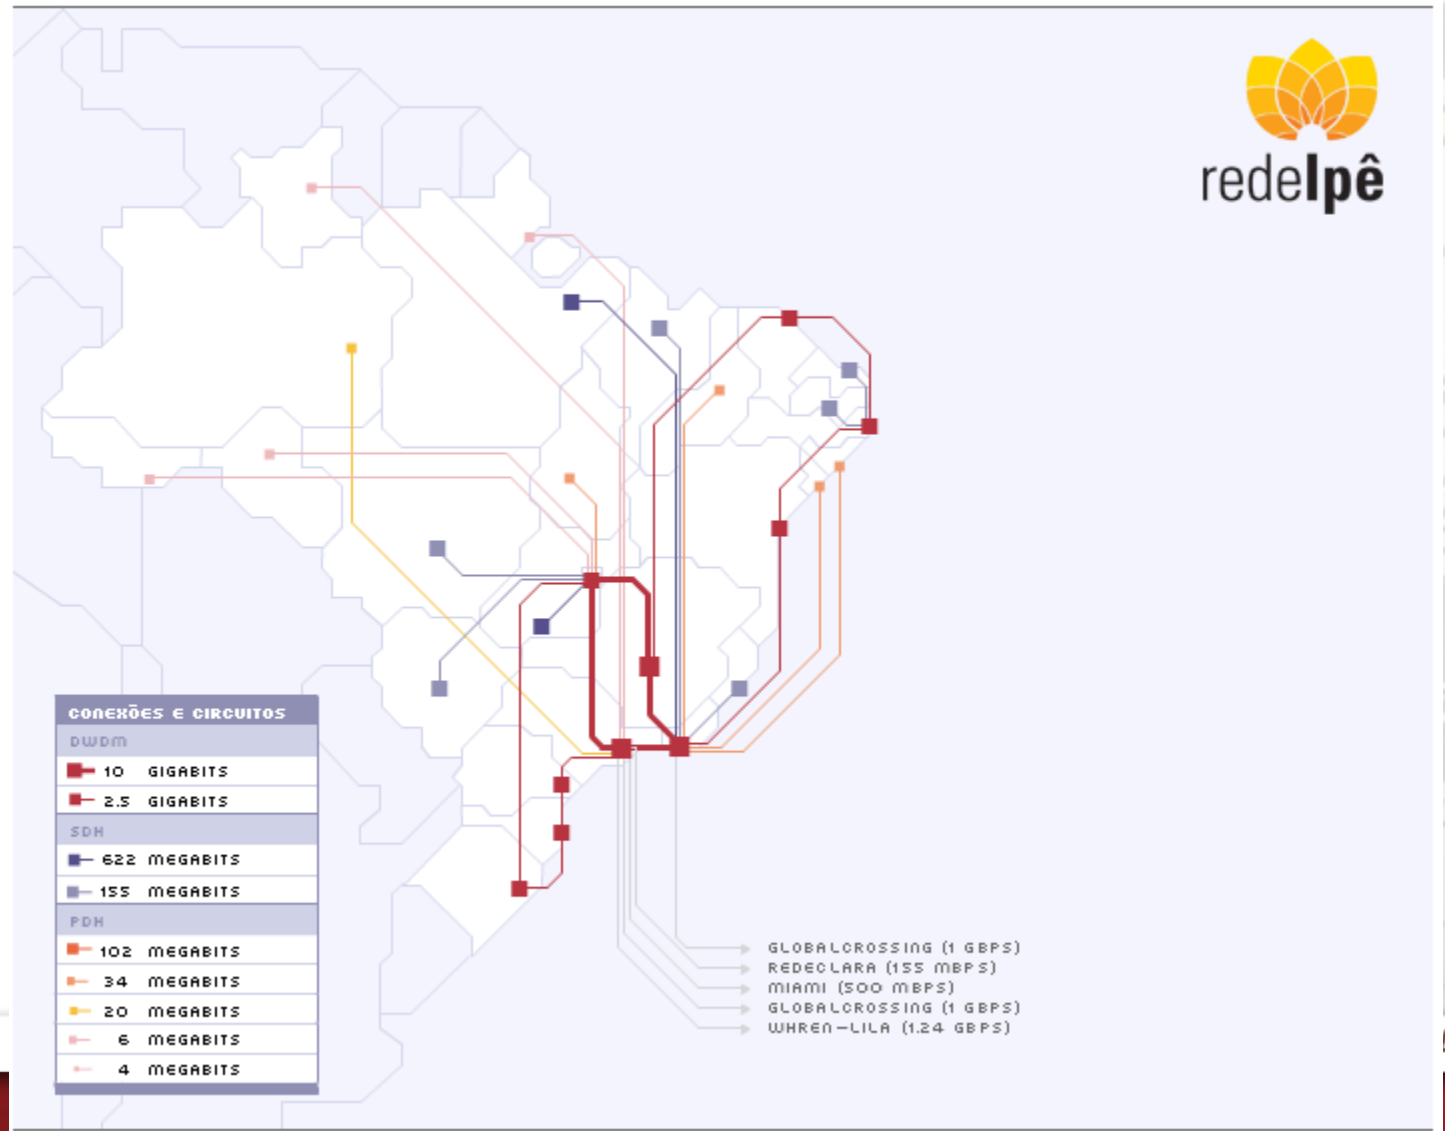 redeIpê
CONEXÕES E CIRCUITOS
DWDM
10 GIGABITS
2.5 GIGABITS
SDH
622 MEGABITS
155 MEGABITS
PDH
102 MEGABITS
34 MEGABITS
20 MEGABITS
6 MEGABITS
4 MEGABITS
GLOBALCROSSING (1 GBPS)
REDECLARA (155 MBPS)
MIAMI (500 MBPS)
GLOBALCROSSING (1 GBPS)
WHREN-LILA (1.24 GBPS)